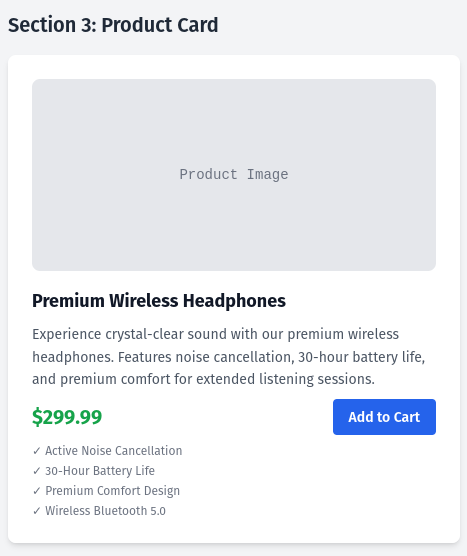 Section 3: Product Card
Product Image
Premium Wireless Headphones
Experience crystal-clear sound with our premium wireless
headphones. Features noise cancellation, 30-hour battery life,
and premium comfort for extended listening sessions.
$299.99 Add to Cart
✓ Active Noise Cancellation
✓ 30-Hour Battery Life
✓ Premium Comfort Design
✓ Wireless Bluetooth 5.0